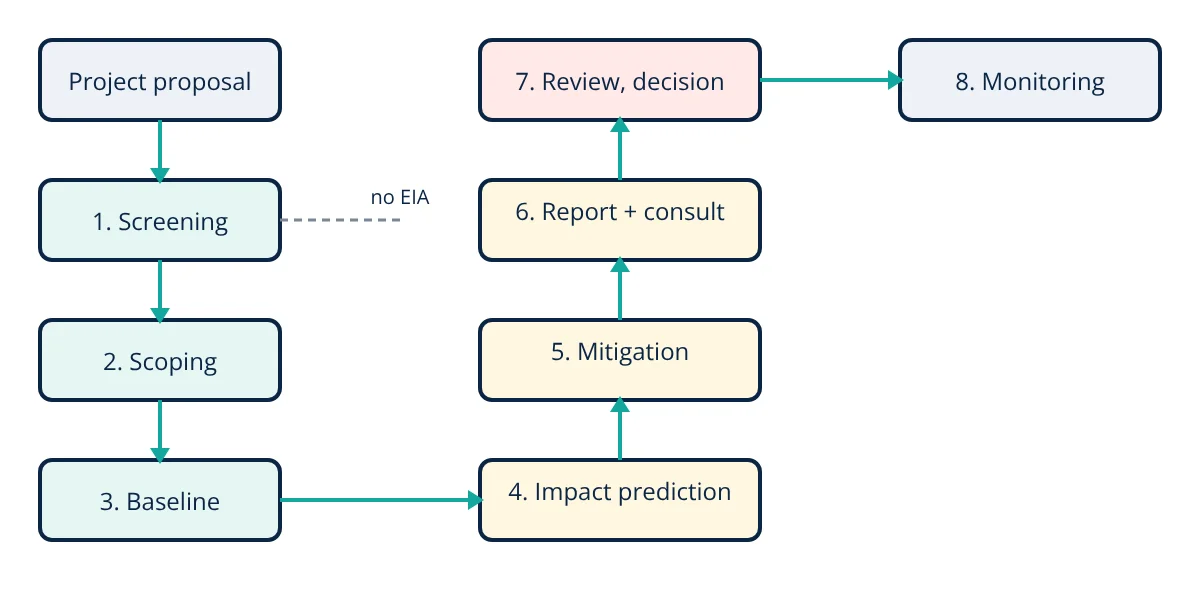 Project proposal
1. Screening
no EIA
2. Scoping
3. Baseline
4. Impact prediction
5. Mitigation
6. Report + consult
7. Review, decision
8. Monitoring